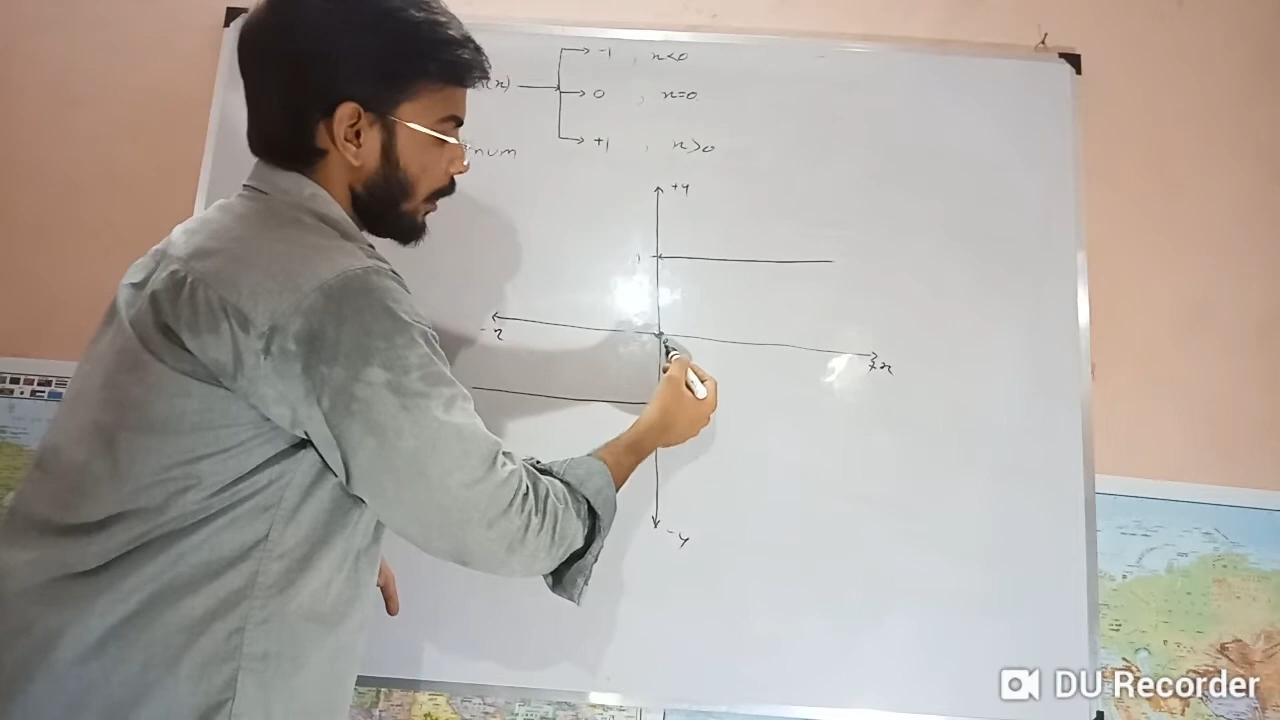 -1 , x<0
(x) → 0 , x=0
+1 , x>0
num
+y
1
-x
+x
-y
DU Recorder